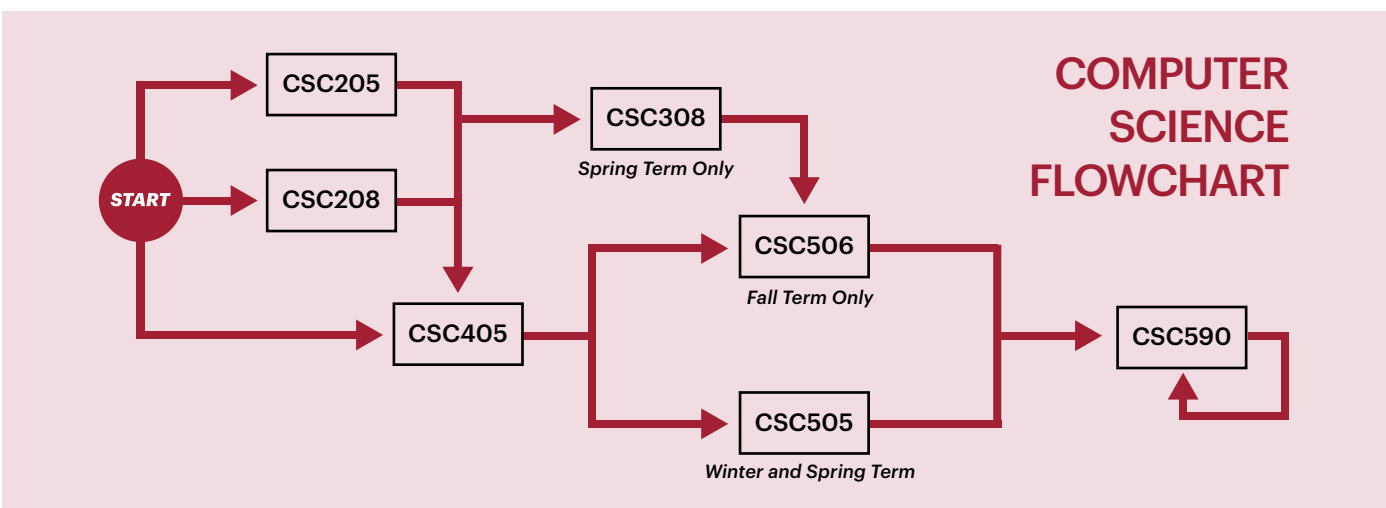 COMPUTER
SCIENCE
FLOWCHART
START
CSC205
CSC208
CSC308
Spring Term Only
CSC405
CSC506
Fall Term Only
CSC505
Winter and Spring Term
CSC590